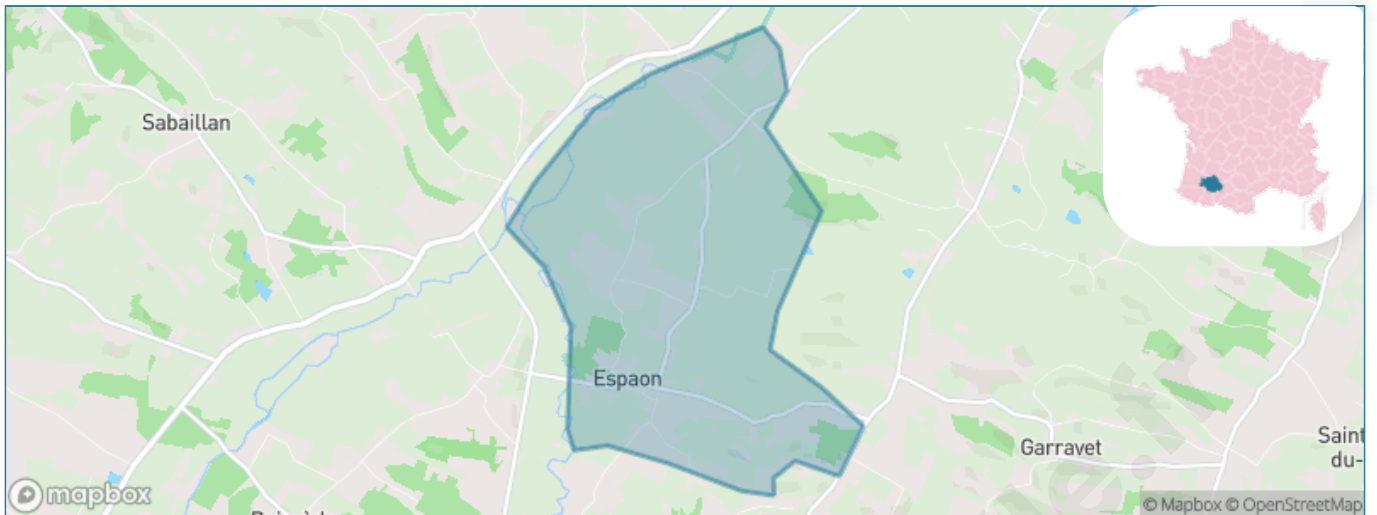 Sabaillan
Espaon
Garravet
Saint
du-
mapbox
© Mapbox © OpenStreetMap